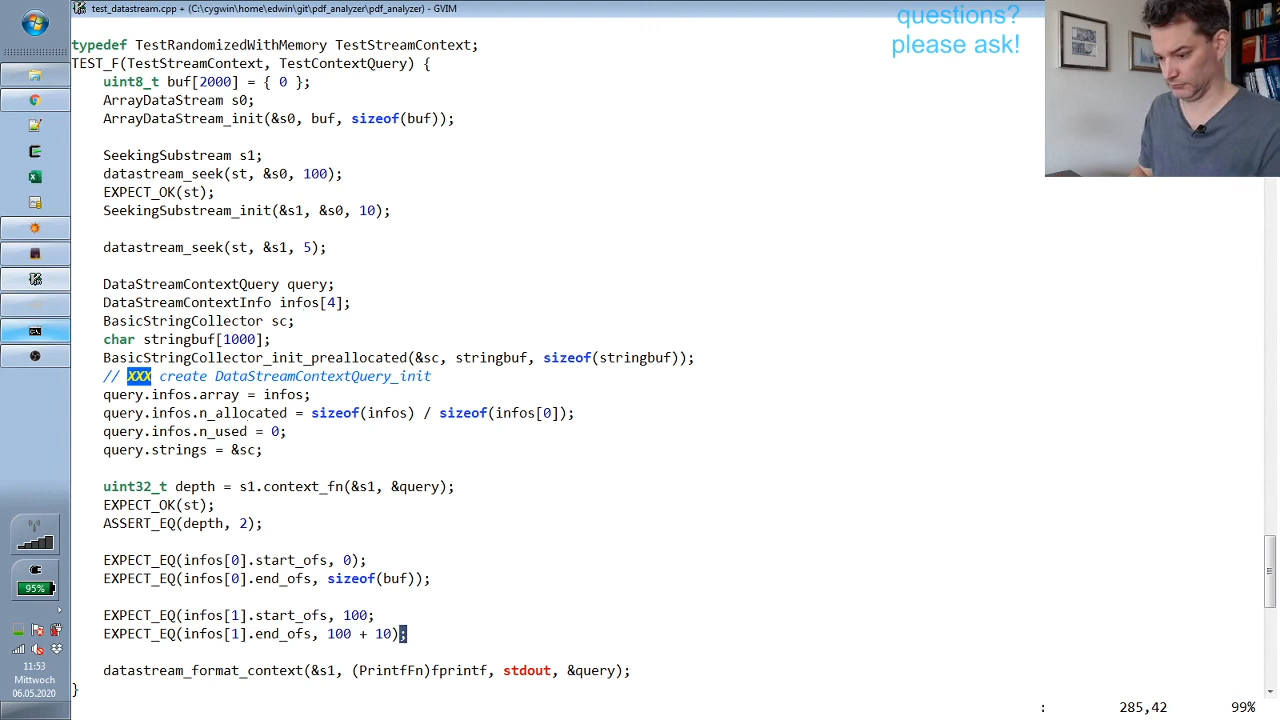 test_datastream.cpp + (C:\cygwin\home\edwin\git\pdf_analyzer\pdf_analyzer) - GVIM
questions?
please ask!
typedef TestRandomizedWithMemory TestStreamContext;
TEST_F(TestStreamContext, TestContextQuery) {
    uint8_t buf[2000] = { 0 };
    ArrayDataStream s0;
    ArrayDataStream_init(&s0, buf, sizeof(buf));

    SeekingSubstream s1;
    datastream_seek(st, &s0, 100);
    EXPECT_OK(st);
    SeekingSubstream_init(&s1, &s0, 10);

    datastream_seek(st, &s1, 5);

    DataStreamContextQuery query;
    DataStreamContextInfo infos[4];
    BasicStringCollector sc;
    char stringbuf[1000];
    BasicStringCollector_init_preallocated(&sc, stringbuf, sizeof(stringbuf));
    // XXX create DataStreamContextQuery_init
    query.infos.array = infos;
    query.infos.n_allocated = sizeof(infos) / sizeof(infos[0]);
    query.infos.n_used = 0;
    query.strings = &sc;

    uint32_t depth = s1.context_fn(&s1, &query);
    EXPECT_OK(st);
    ASSERT_EQ(depth, 2);

    EXPECT_EQ(infos[0].start_ofs, 0);
    EXPECT_EQ(infos[0].end_ofs, sizeof(buf));

    EXPECT_EQ(infos[1].start_ofs, 100;
    EXPECT_EQ(infos[1].end_ofs, 100 + 10);

    datastream_format_context(&s1, (PrintfFn)fprintf, stdout, &query);
}
: 285,42 99%
95%
11:53
Mittwoch
06.05.2020